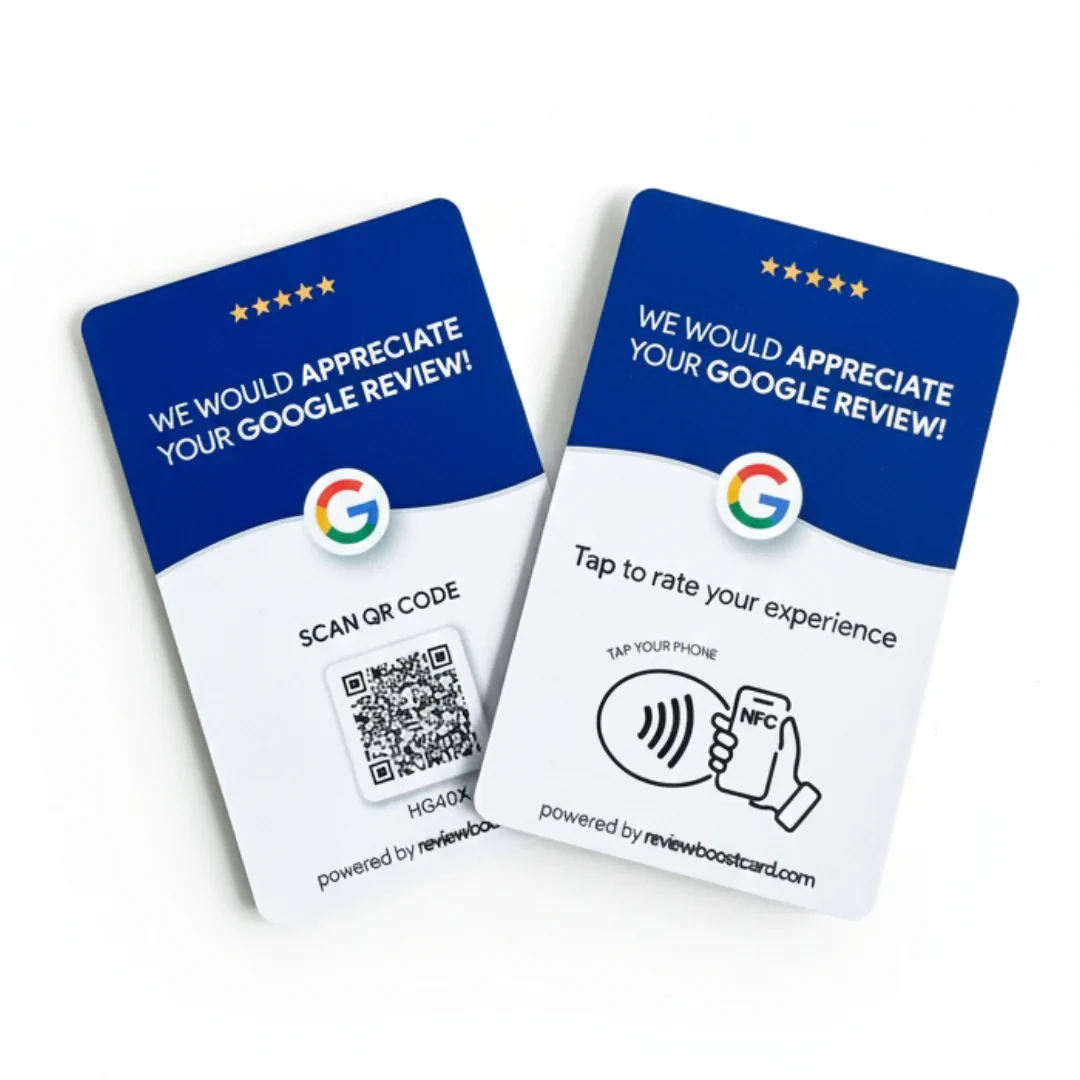 WE WOULD APPRECIATE
YOUR GOOGLE REVIEW!
G
SCAN QR CODE
HG40X
powered by
WE WOULD APPRECIATE
YOUR GOOGLE REVIEW!
G
Tap to rate your experience
TAP YOUR PHONE
NFC
powered by reviewboostcard.com